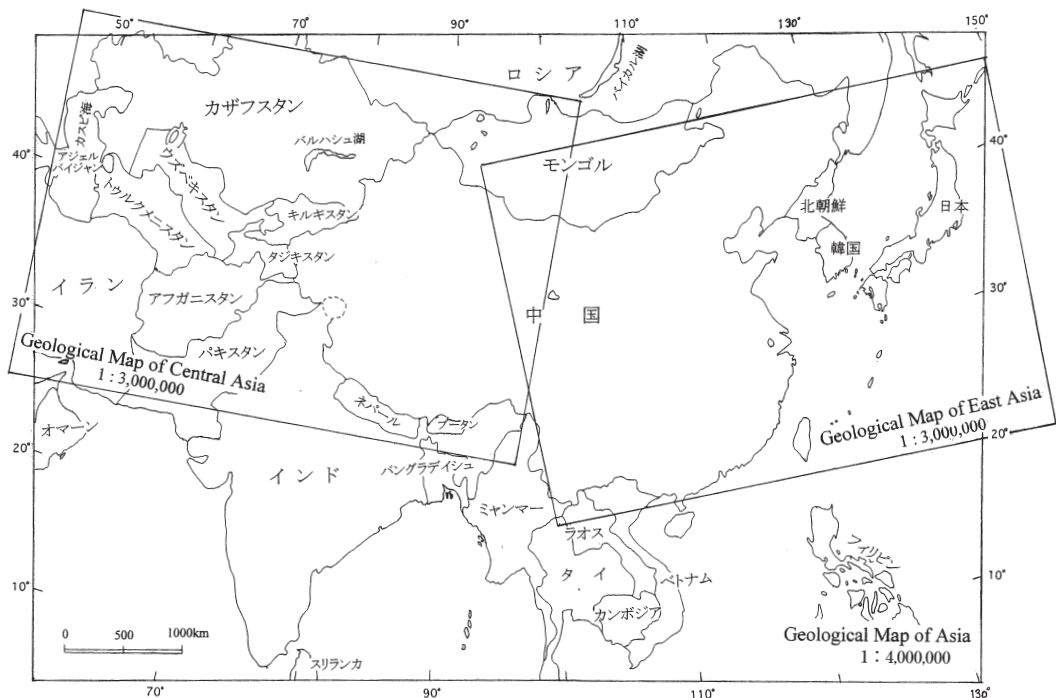 50°
60°
70°
80°
90°
100°
110°
130°
150°
ロシア
バイカル湖
カザフスタン
カスピ海
バルハシュ湖
40°
40°
アジェル
バイジャン
ウズベキスタン
モンゴル
トゥルクメニスタン
キルギスタン
北朝鮮
日本
タジキスタン
韓国
イラン
アフガニスタン
30°
30°
中国
パキスタン
Geological Map of Central Asia
1 : 3,000,000
ネパール
ブータン
オマーン
Geological Map of East Asia
1 : 3,000,000
20°
20°
インド
バングラデイシュ
ミャンマー
ラオス
フィリピン
タイ
ベトナム
10°
10°
カンボジア
0 500 1000km
Geological Map of Asia
1 : 4,000,000
スリランカ
70°
90°
100°
110°
120°
130°